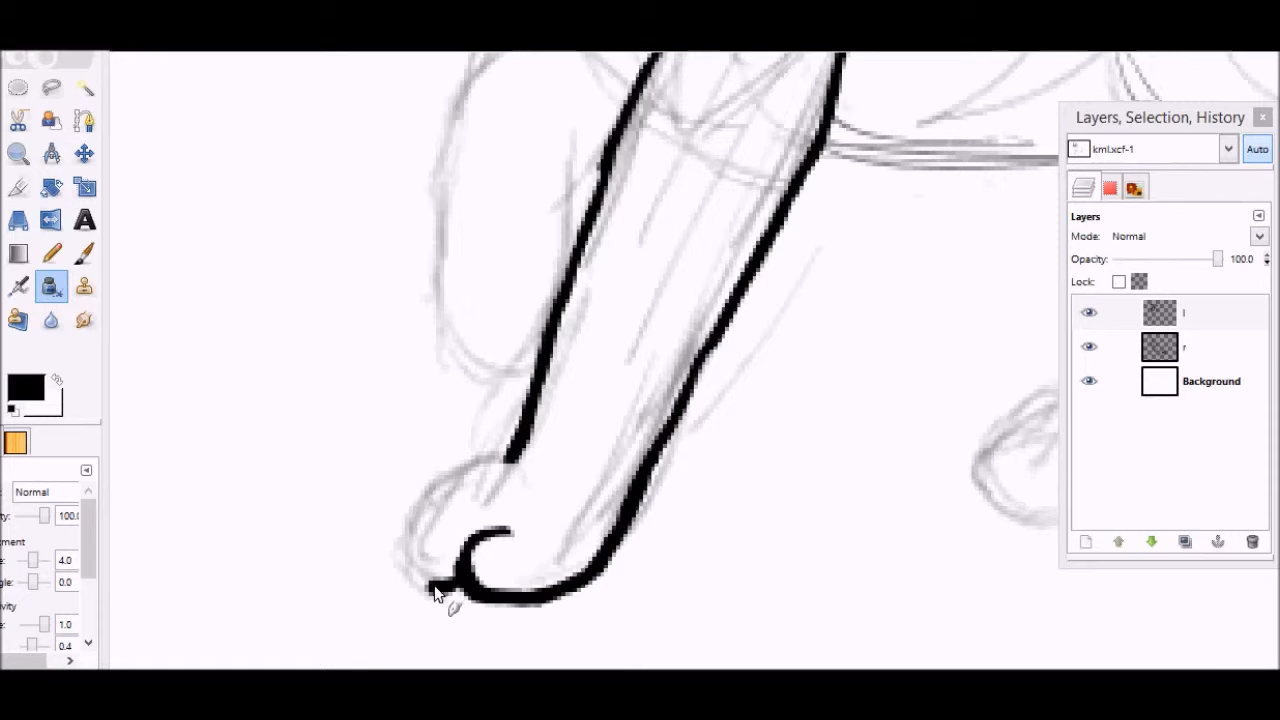 Layers, Selection, History
kml.xcf-1
Auto
Layers
Mode: Normal
Opacity: 100.0
Lock:
l
r
Background
Normal
100.
4.0
0.0
1.0
0.4